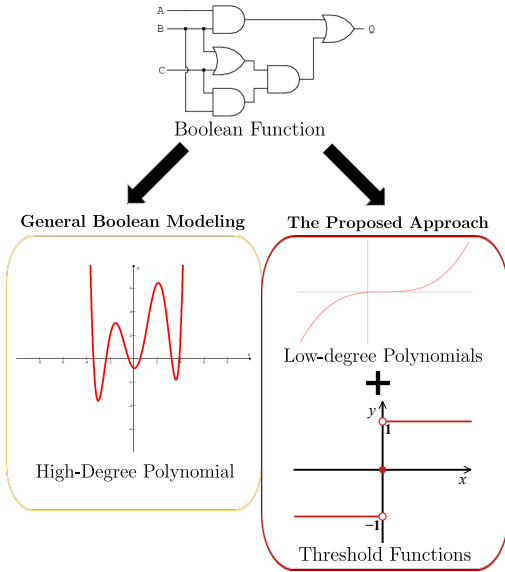 A
B
C
Q
Boolean Function
General Boolean Modeling
The Proposed Approach
High-Degree Polynomial
Low-degree Polynomials
+
y
1
x
−1
Threshold Functions